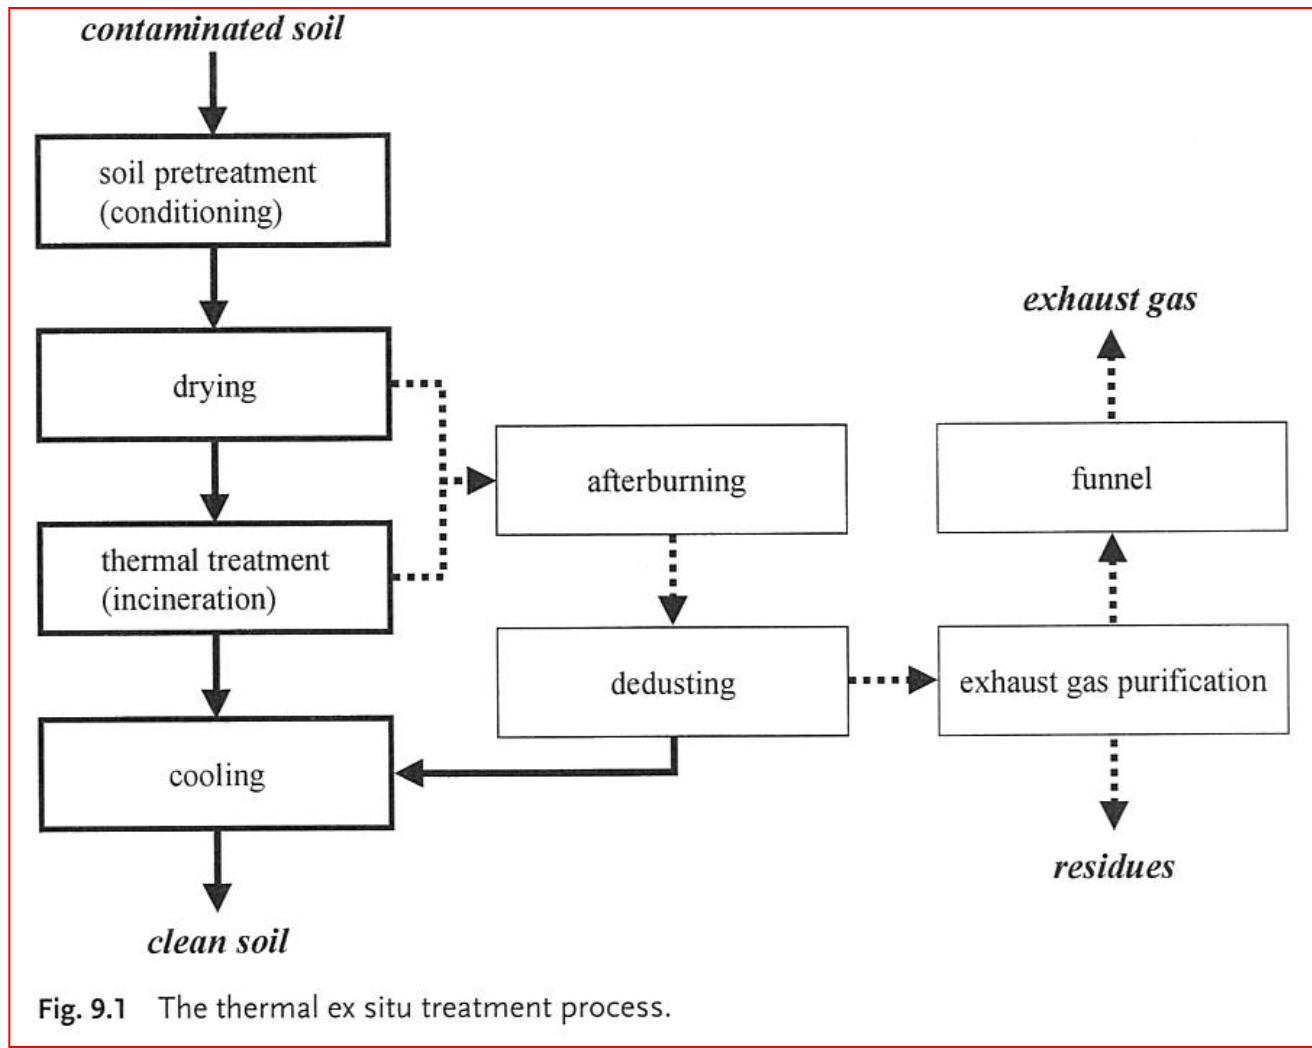 contaminated soil
soil pretreatment
(conditioning)
drying
thermal treatment
(incineration)
cooling
clean soil
afterburning
dedusting
exhaust gas
funnel
exhaust gas purification
residues
Fig. 9.1 The thermal ex situ treatment process.